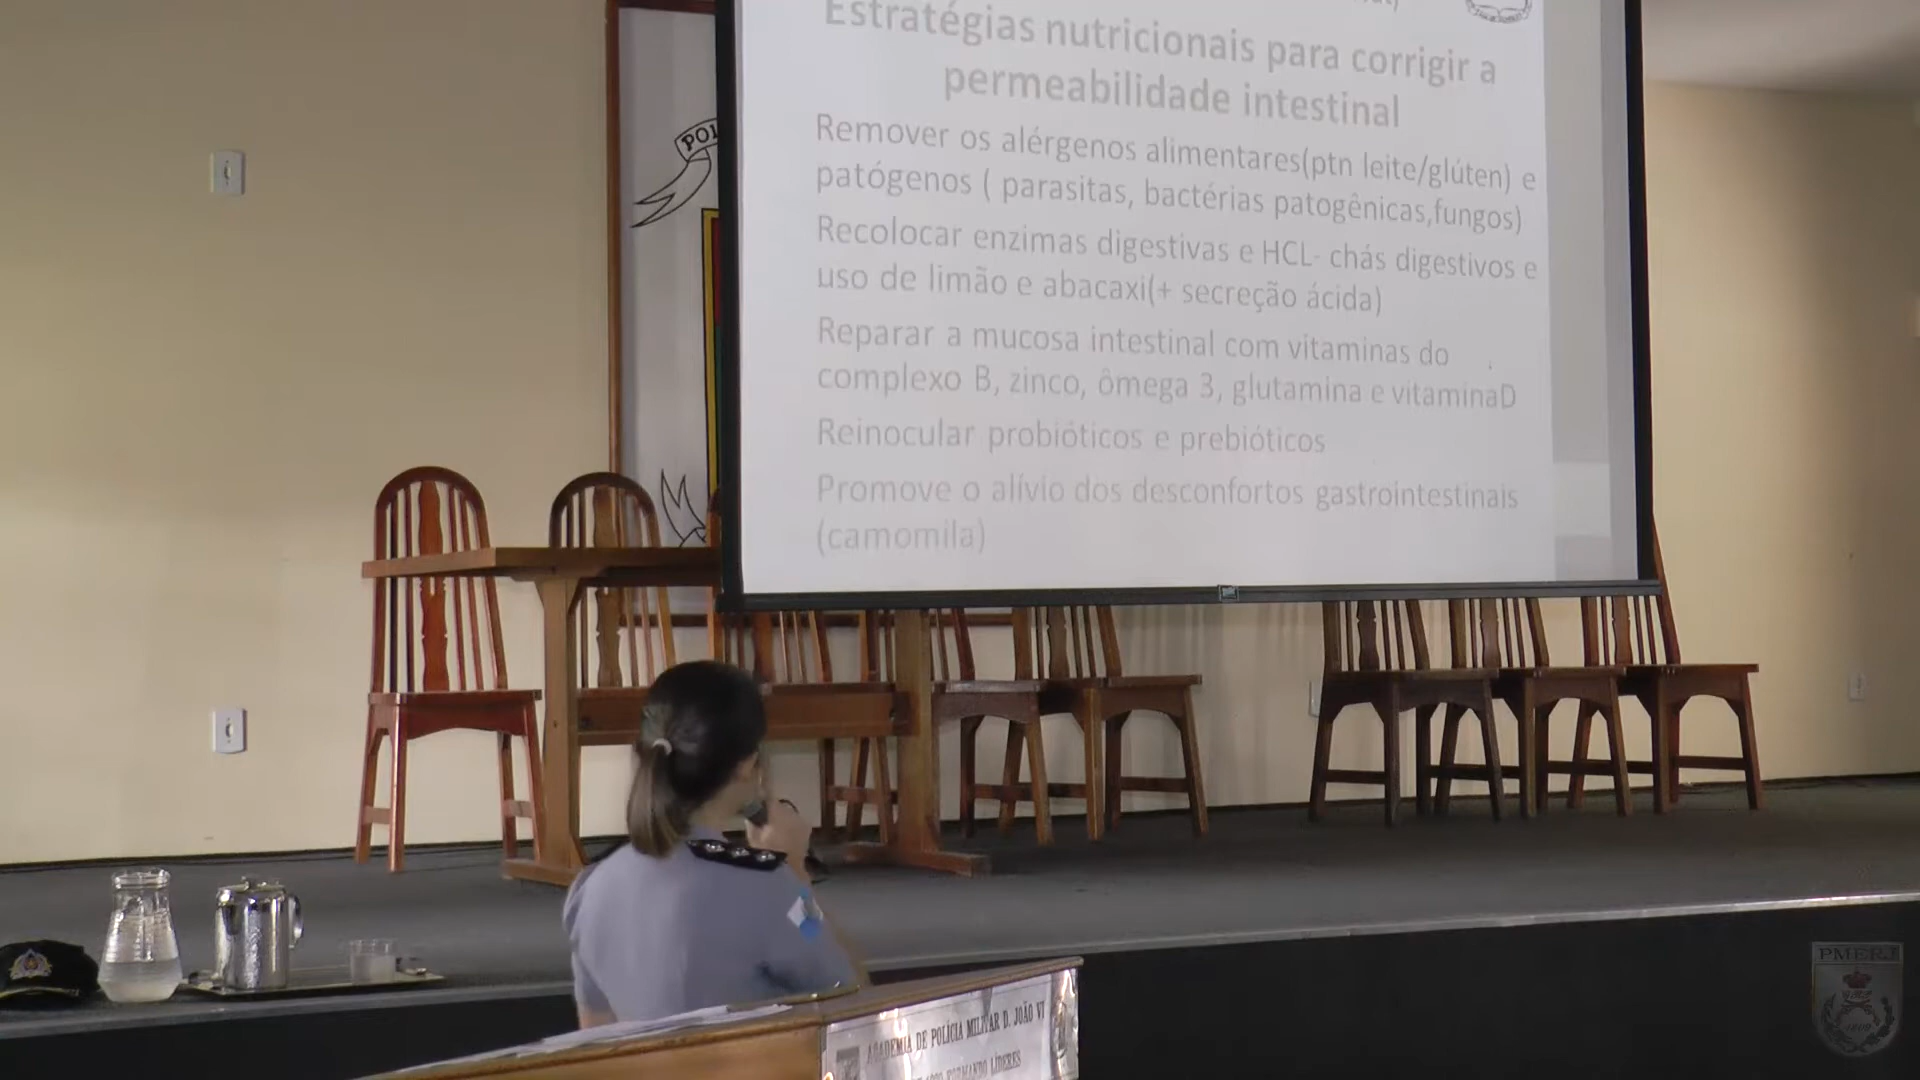 Estratégias nutricionais para corrigir a
permeabilidade intestinal
Remover os alérgenos alimentares(ptn leite/glúten) e
patógenos ( parasitas, bactérias patogênicas,fungos)
Recolocar enzimas digestivas e HCL- chás digestivos e
uso de limão e abacaxi(+ secreção ácida)
Reparar a mucosa intestinal com vitaminas do
complexo B, zinco, ômega 3, glutamina e vitaminaD
Reinocular probióticos e prebióticos
Promove o alívio dos desconfortos gastrointestinais
(camomila)
POL
ACADEMIA DE POLÍCIA MILITAR D. JOÃO VI
FORMANDO LÍDERES
PMERJ